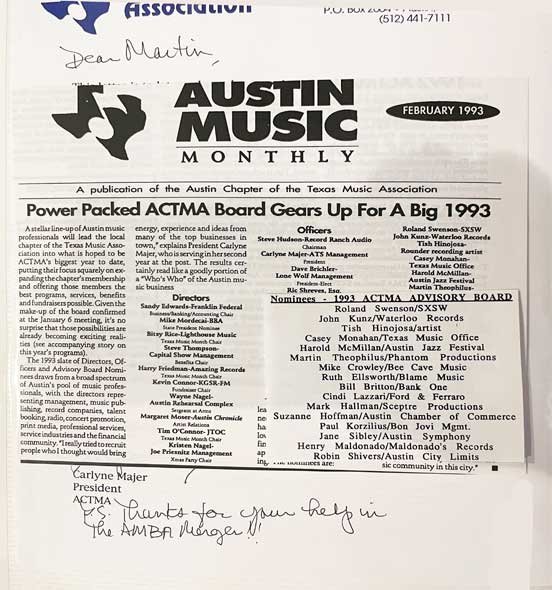 Association
P.O. Box 2004
(512) 441-7111
Dear Martin,
AUSTIN
MUSIC
MONTHLY
FEBRUARY 1993
A publication of the Austin Chapter of the Texas Music Association
Power Packed ACTMA Board Gears Up For A Big 1993
A stellar line-up of Austin music
professionals will lead the local
chapter of the Texas Music Asso-
ciation into what is hoped to be
ACTMA's biggest year to date,
putting their focus squarely on ex-
panding the chapter's membership
and offering those members the
best programs, services, benefits
and fundraisers possible. Given the
make-up of the board confirmed
at the January 6 meeting, it's no
surprise that those possibilities are
already becoming exciting reali-
ties (see accompanying story on
this year's programs).
The 1993 slate of Directors, Of-
ficers and Advisory Board Nomi-
nees draws from a broad spectrum
of Austin's pool of music profes-
sionals, with the directors repre-
senting management, music pub-
lishing, record companies, talent
booking, radio, concert promotion,
print media, professional services,
service industries and the financial
community. "I really tried to recruit
people who I thought would bring
energy, experience and ideas from
many of the top businesses in
town," explains President Carlyne
Majer, who is serving in her second
year at the post. The results cer-
tainly read like a goodly portion of
a "Who's Who" of the Austin mu-
sic business
Directors
Sandy Edwards-Franklin Federal
Business/Banking/Accounting Chair
Mike Mordecai-BBA
State President Nominee
Bitsy Rice-Lighthouse Music
Texas Music Month Chair
Steve Thompson-
Capital Show Management
Benefits Chair
Harry Friedman-Amazing Records
Texas Music Month Chair
Kevin Connor-KGSR-FM
Fundraiser Chair
Wayne Nagel-
Austin Rehearsal Complex
Sergeant at Arms
Margaret Moser-Austin Chronicle
Artist Relations
Tim O'Connor-JTOC
Texas Music Month Chair
Kristen Nagel-
Joe Priesnitz Management
Xmas Party Chair
Officers
Steve Hudson-Record Ranch Audio
Chairman
Carlyne Majer-ATS Management
President
Dave Brichler-
Lone Wolf Management
President-Elect
Ric Shreves, Esq.
Roland Swenson-SXSW
John Kunz-Waterloo Records
Tish Hinojosa-
Rounder recording artist
Casey Monahan-
Texas Music Office
Harold McMillan-
Austin Jazz Festival
Martin Theophilus-
Nominees - 1993 ACTMA ADVISORY BOARD
Roland Swenson/SXSW
John Kunz/Waterloo Records
Tish Hinojosa/artist
Casey Monahan/Texas Music Office
Harold McMillan/Austin Jazz Festival
Martin Theophilus/Phantom Productions
Mike Crowley/Bee Cave Music
Ruth Ellsworth/Blame Music
Bill Britton/Bank One
Cindi Lazzari/Ford & Ferraro
Mark Hallman/Sceptre Productions
Suzanne Hoffman/Austin Chamber of Commerce
Paul Korzilius/Bon Jovi Mgmt.
Jane Sibley/Austin Symphony
Henry Maldonado/Maldonado's Records
Robin Shivers/Austin City Limits
lea
ing
nominees are:
sic community in this city."
Carlyne Majer
President
ACTMA
P.S. Thanks for your help in
the AMBA Merger!!